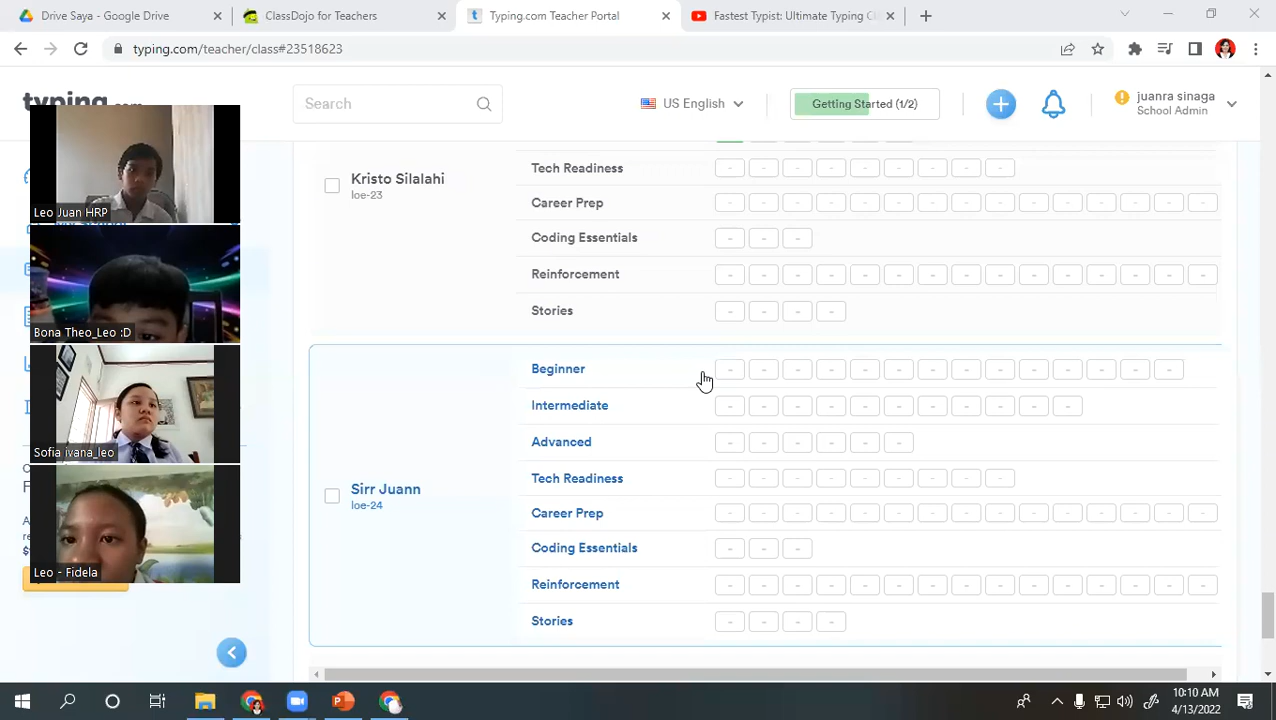 Drive Saya - Google Drive
ClassDojo for Teachers
Typing.com Teacher Portal
Fastest Typist: Ultimate Typing C
typing.com/teacher/class#23518623
typing.com
Search
US English
Getting Started (1/2)
juanra sinaga
School Admin
Kristo Silalahi
loe-23
Tech Readiness
- - - - - - - - -
Career Prep
- - - - - - - - - - - - - - -
Coding Essentials
- - -
Reinforcement
- - - - - - - - - - - - - - -
Stories
- - - -
Sirr Juann
loe-24
Beginner
- - - - - - - - - - - - - -
Intermediate
- - - - - - - - - - -
Advanced
- - - - - -
Tech Readiness
- - - - - - - - -
Career Prep
- - - - - - - - - - - - - - -
Coding Essentials
- - -
Reinforcement
- - - - - - - - - - - - - - -
Stories
- - - -
Leo Juan HRP
Bona Theo_Leo :D
Sofia ivana_leo
Leo - Fidela
10:10 AM
4/13/2022